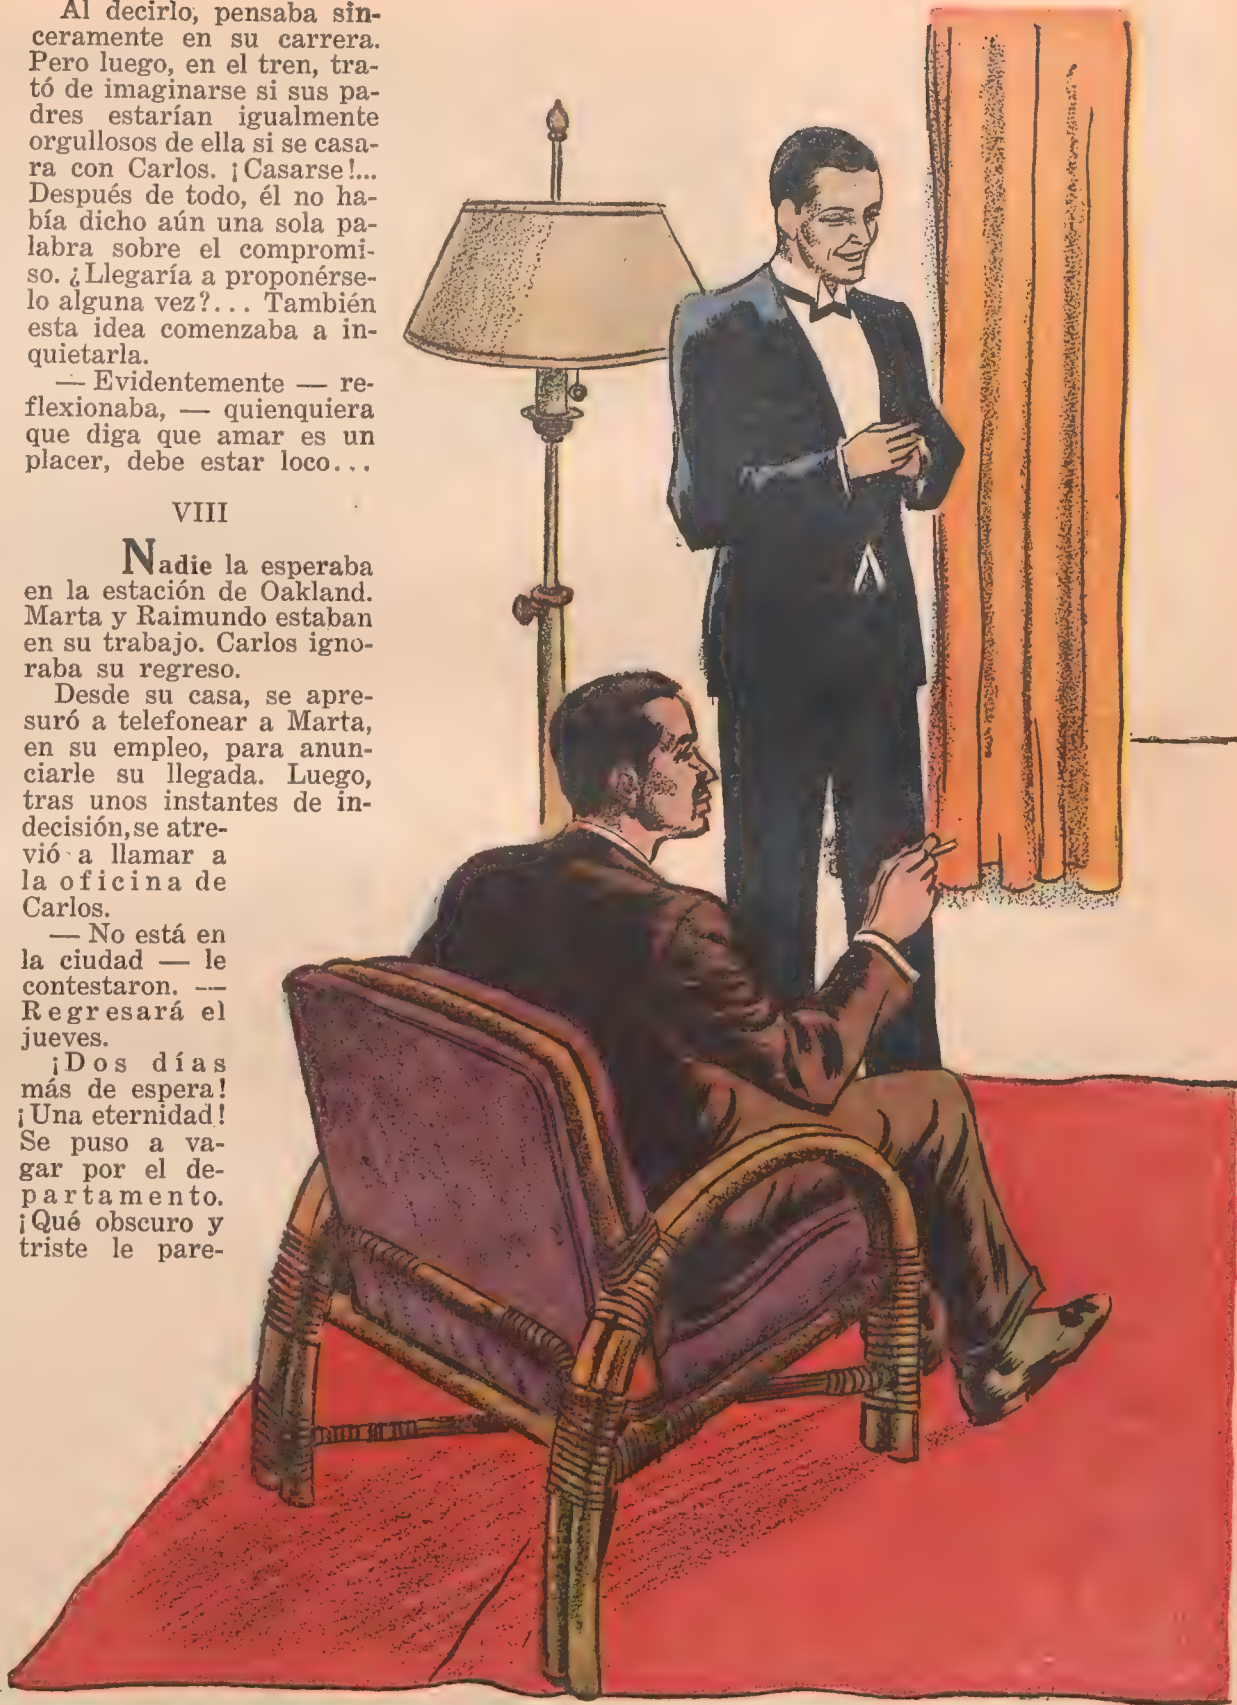 Al decirlo, pensaba sin-
ceramente en su carrera.
Pero luego, en el tren, tra-
tó de imaginarse si sus pa-
dres estarían igualmente
orgullosos de ella si se casa-
ra con Carlos. ¡Casarse!...
Después de todo, él no ha-
bía dicho aún una sola pa-
labra sobre el compromi-
so. ¿Llegaría a proponérse-
lo alguna vez?... También
esta idea comenzaba a in-
quietarla.
— Evidentemente — re-
flexionaba, — quienquiera
que diga que amar es un
placer, debe estar loco...
VIII
Nadie la esperaba
en la estación de Oakland.
Marta y Raimundo estaban
en su trabajo. Carlos igno-
raba su regreso.
Desde su casa, se apre-
suró a telefonear a Marta,
en su empleo, para anun-
ciarle su llegada. Luego,
tras unos instantes de in-
decisión, se atre-
vió a llamar a
la oficina de
Carlos.
— No está en
la ciudad — le
contestaron. —
Regresará el
jueves.
¡Dos días
más de espera!
¡Una eternidad!
Se puso a va-
gar por el de-
partamento.
¡Qué obscuro y
triste le pare-